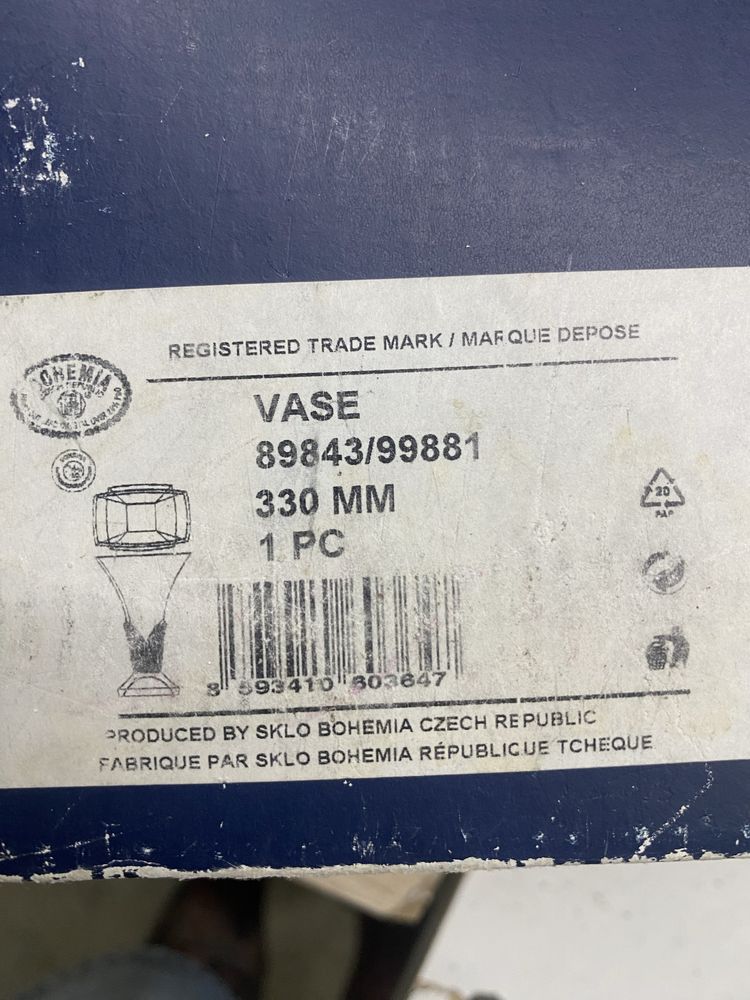 REGISTERED TRADE MARK / MARQUE DEPOSE
BOHEMIA
VASE
89843/99881
330 MM
1 PC
20
PAP
8 593410 603647
PRODUCED BY SKLO BOHEMIA CZECH REPUBLIC
FABRIQUE PAR SKLO BOHEMIA RÉPUBLIQUE TCHEQUE